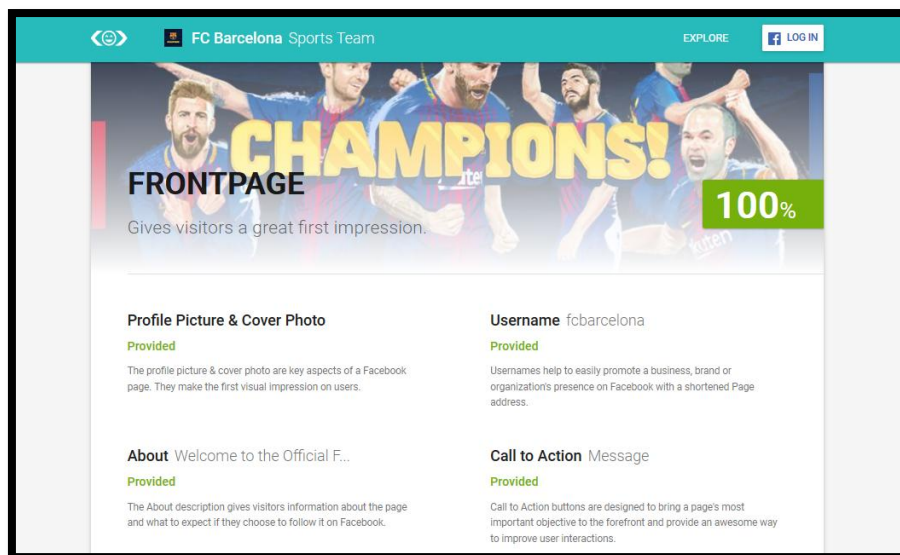 FC Barcelona Sports Team
EXPLORE
LOG IN
CHAMPIONS!
FRONTPAGE
100%
Gives visitors a great first impression.
Profile Picture & Cover Photo
Provided
The profile picture & cover photo are key aspects of a Facebook
page. They make the first visual impression on users.
Username fcbarcelona
Provided
Usernames help to easily promote a business, brand or
organization's presence on Facebook with a shortened Page
address.
About Welcome to the Official F...
Provided
The About description gives visitors information about the page
and what to expect if they choose to follow it on Facebook.
Call to Action Message
Provided
Call to Action buttons are designed to bring a page's most
important objective to the forefront and provide an awesome way
to improve user interactions.